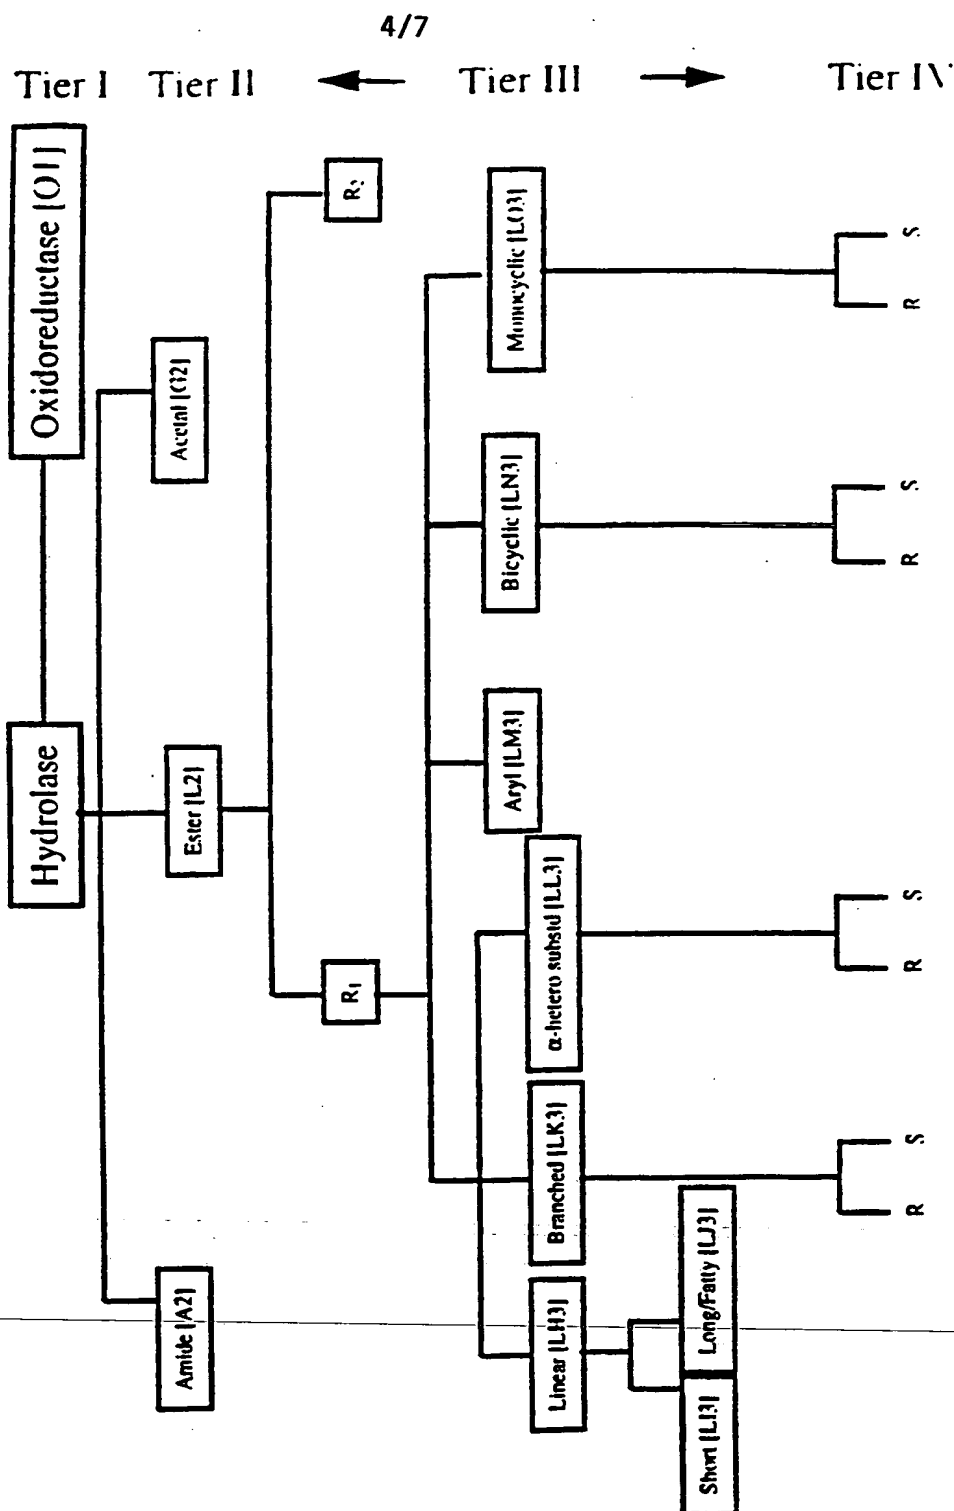 4/7
Tier I Tier II Tier III Tier IV
Hydrolase
Oxidoreductase [O1]
Amide [A2]
Ester [L2]
Acetal [G2]
R1
R2
Linear [LH3]
Branched [LK3]
α-hetero substd [LL3]
Aryl [LM3]
Bicyclic [LN3]
Monocyclic [LO3]
Short [LI3]
Long/Fatty [LJ3]
R S
R S
R S
R S